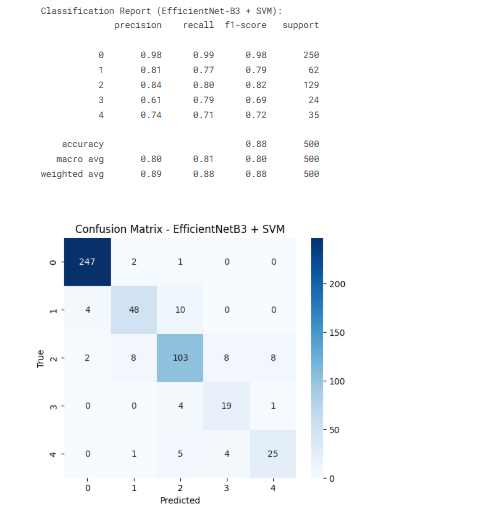 Classification Report (EfficientNet-B3 + SVM):
precision recall f1-score support
0 0.98 0.99 0.98 250
1 0.81 0.77 0.79 62
2 0.84 0.80 0.82 129
3 0.61 0.79 0.69 24
4 0.74 0.71 0.72 35
accuracy 0.88 500
macro avg 0.80 0.81 0.80 500
weighted avg 0.89 0.88 0.88 500
Confusion Matrix - EfficientNetB3 + SVM
0 247 2 1 0 0
1 4 48 10 0 0
2 2 8 103 8 8
3 0 0 4 19 1
4 0 1 5 4 25
True
0 1 2 3 4
Predicted
200
150
100
50
0